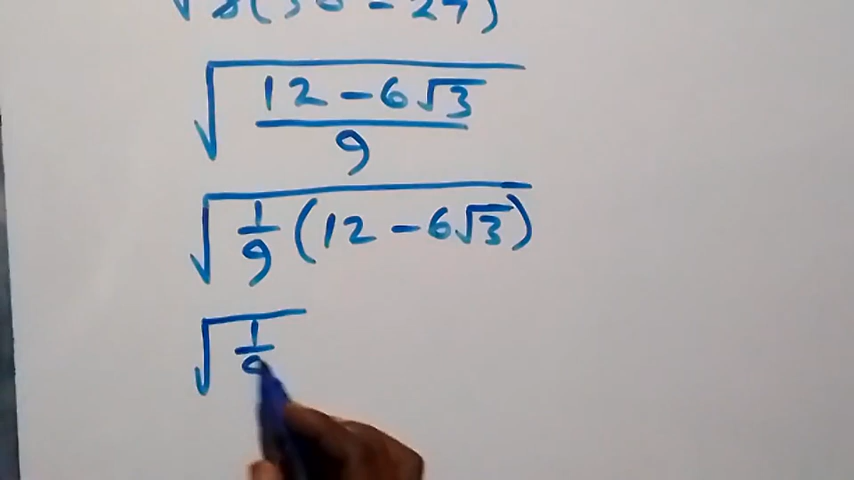 √(12 - 6√3)/9
√1/9 (12 - 6√3)
√1/9